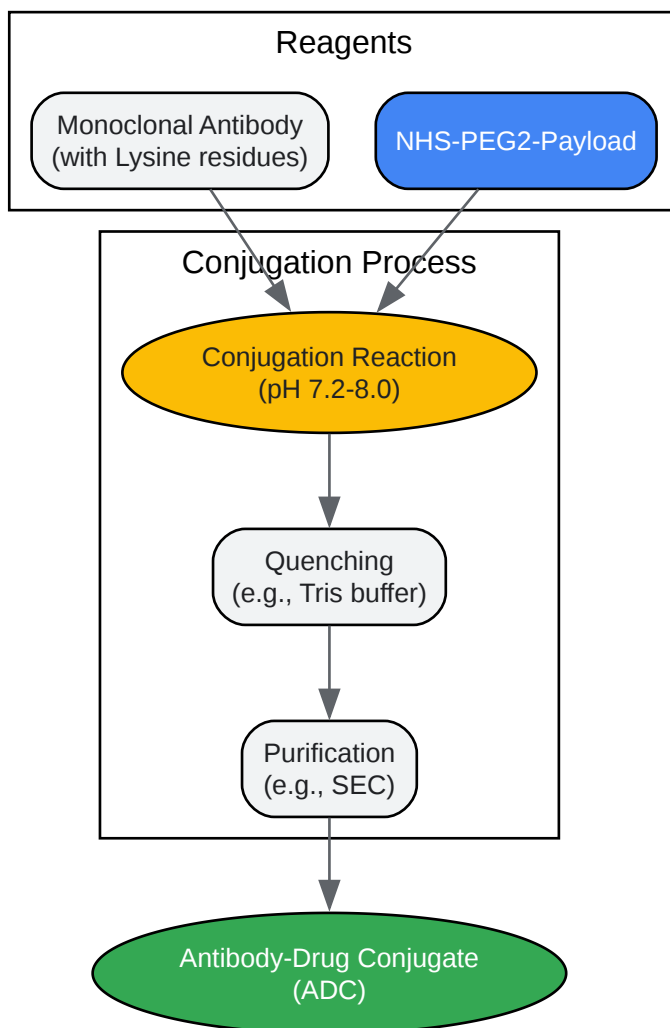 Reagents
Monoclonal Antibody
(with Lysine residues)
NHS-PEG2-Payload
Conjugation Process
Conjugation Reaction
(pH 7.2-8.0)
Quenching
(e.g., Tris buffer)
Purification
(e.g., SEC)
Antibody-Drug Conjugate
(ADC)